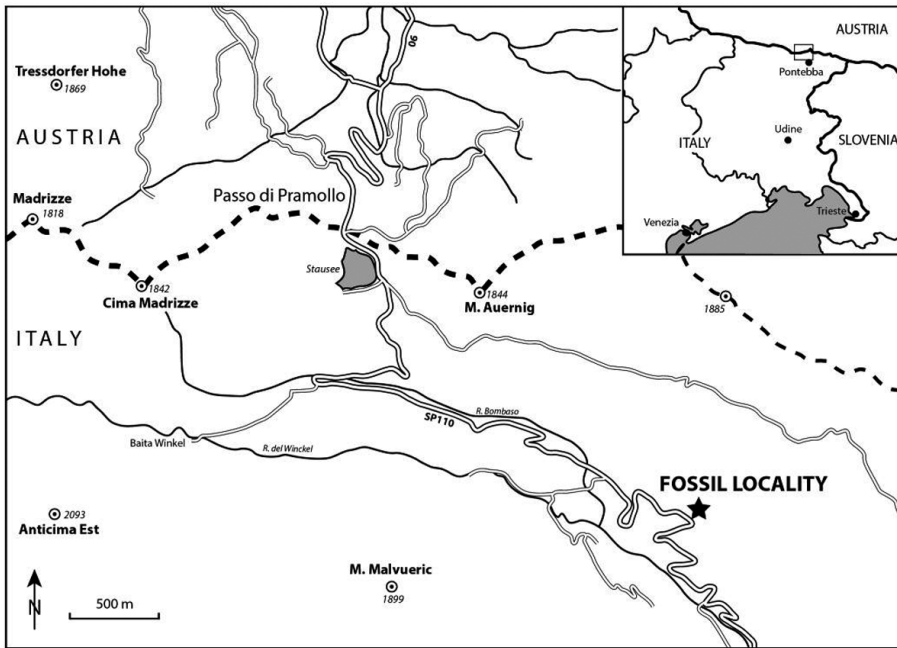 Tressdorfer Hohe
1869
90
AUSTRIA
Madrizze
1818
Passo di Pramollo
Stausee
1842
Cima Madrizze
1844
M. Auernig
1885
ITALY
SP110
R. Bombaso
Baita Winkel
R. del Winckel
FOSSIL LOCALITY
2093
Anticima Est
M. Malvueric
1899
N
500 m
AUSTRIA
Pontebba
Udine
ITALY
SLOVENIA
Trieste
Venezia